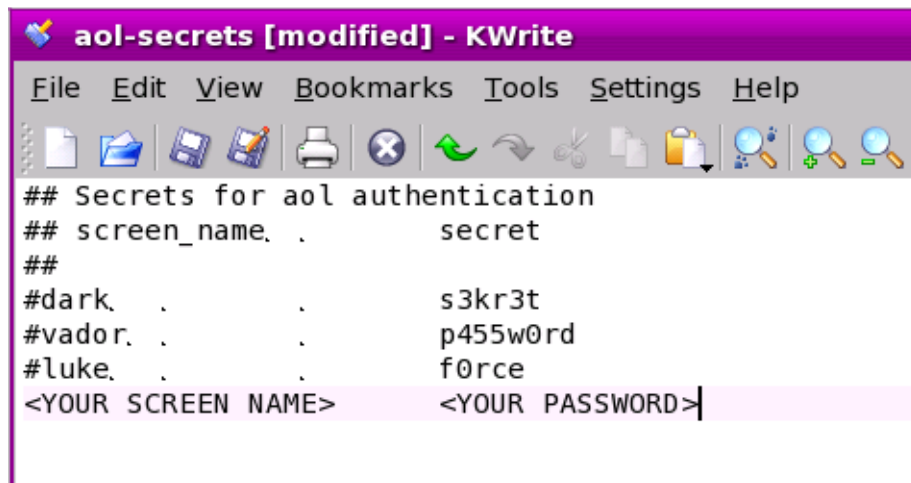 aol-secrets [modified] - KWrite
File Edit View Bookmarks Tools Settings Help
## Secrets for aol authentication
## screen_name secret
##
#dark s3kr3t
#vador p455w0rd
#luke f0rce
<YOUR SCREEN NAME> <YOUR PASSWORD>